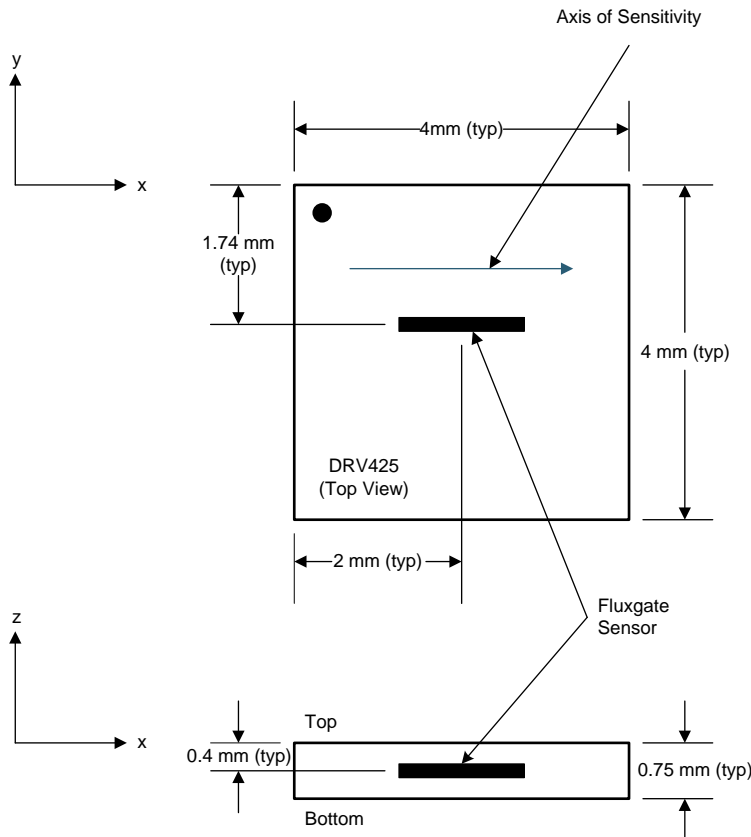 Axis of Sensitivity
y
4mm (typ)
x
1.74 mm
(typ)
4 mm (typ)
DRV425
(Top View)
2 mm (typ)
Fluxgate
Sensor
z
Top
x
0.4 mm (typ)
0.75 mm (typ)
Bottom